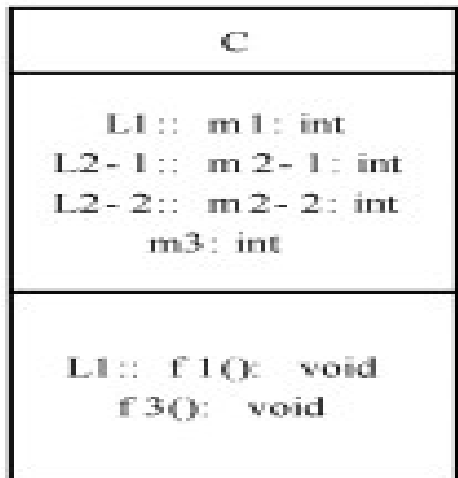 C
L1:: m1: int
L2-1:: m2-1: int
L2-2:: m2-2: int
m3: int
L1:: f1(): void
f3(): void